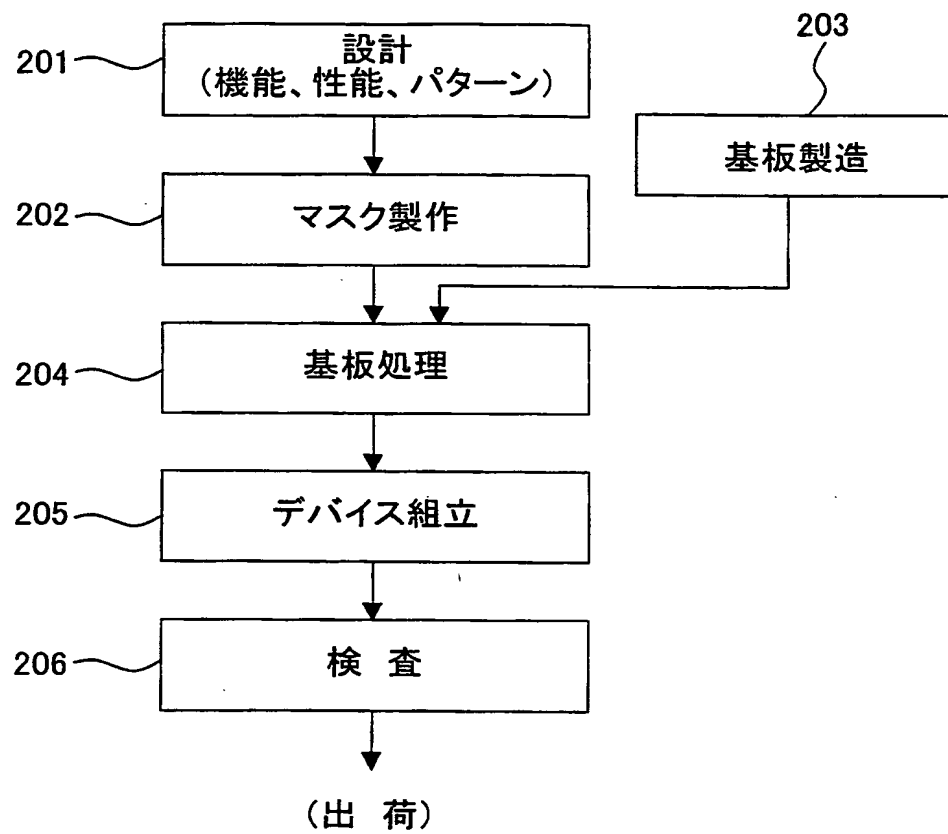 201
設計
（機能、性能、パターン）
203
基板製造
202
マスク製作
204
基板処理
205
デバイス組立
206
検 査
（出 荷）